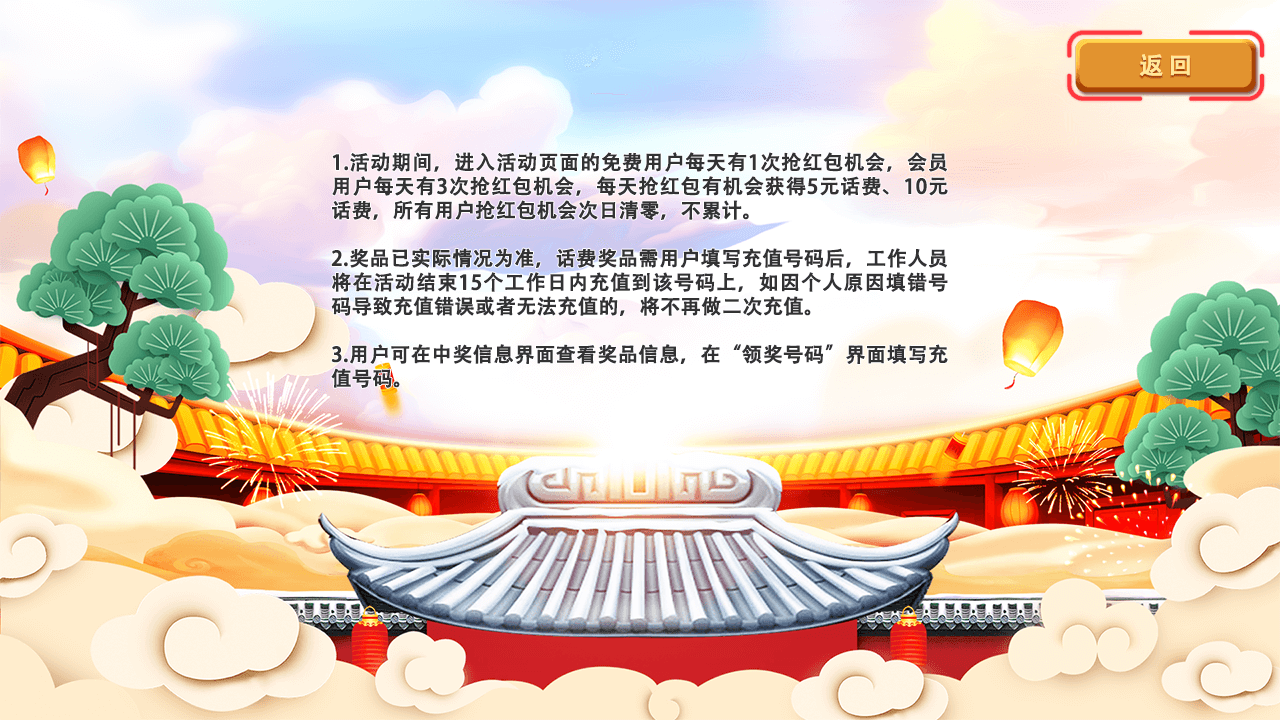 返回
1.活动期间，进入活动页面的免费用户每天有1次抢红包机会，会员
用户每天有3次抢红包机会，每天抢红包有机会获得5元话费、10元
话费，所有用户抢红包机会次日清零，不累计。
2.奖品已实际情况为准，话费奖品需用户填写充值号码后，工作人员
将在活动结束15个工作日内充值到该号码上，如因个人原因填错号
码导致充值错误或者无法充值的，将不再做二次充值。
3.用户可在中奖信息界面查看奖品信息，在“领奖号码”界面填写充
值号码。